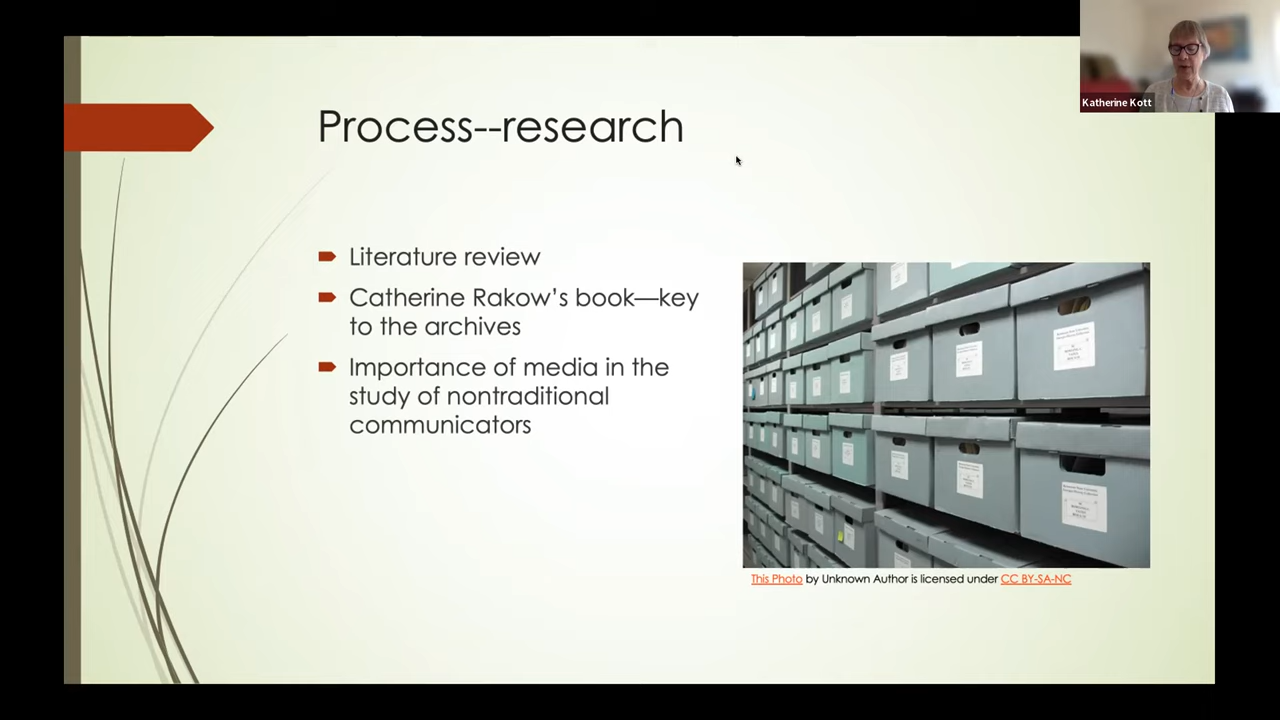 Process--research
Katherine Kott
Literature review
Catherine Rakow’s book—key
to the archives
Importance of media in the
study of nontraditional
communicators
This Photo by Unknown Author is licensed under CC BY-SA-NC